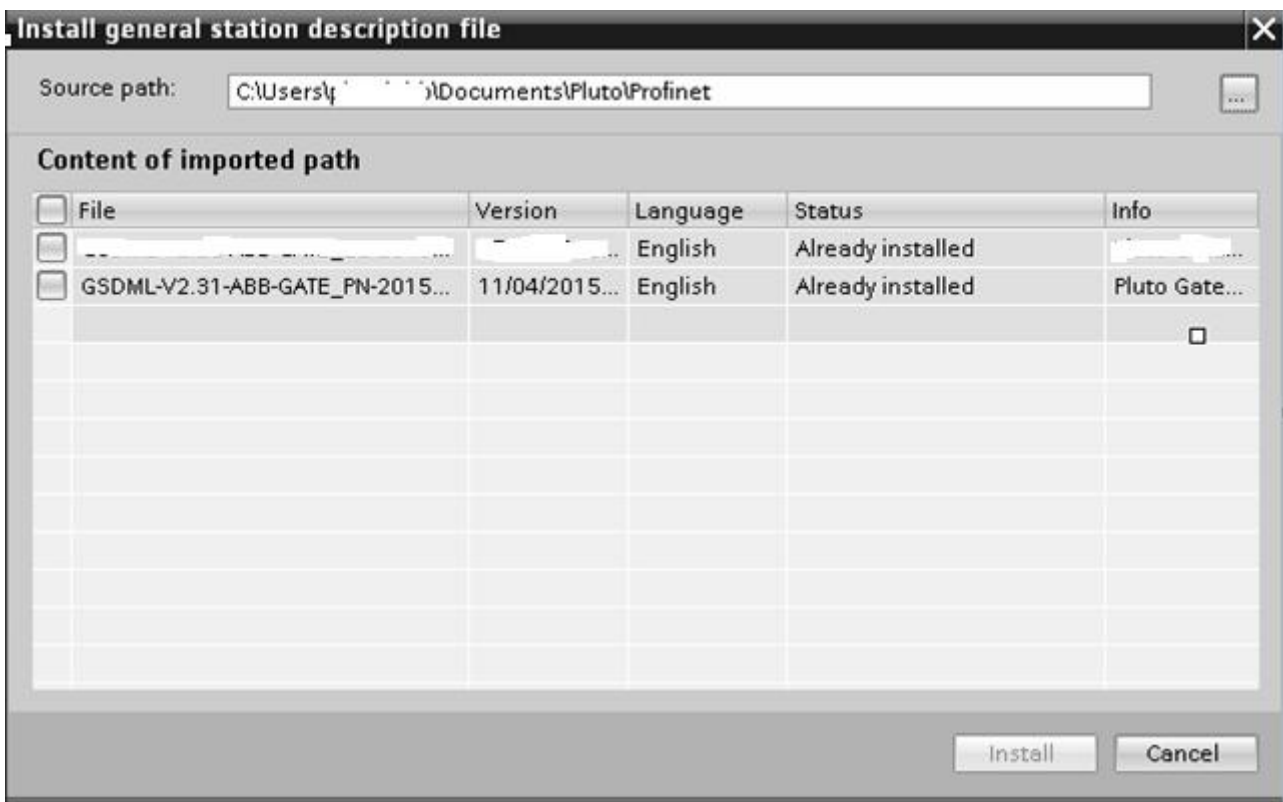 Install general station description file
Source path: C:\Users\ \Documents\Pluto\Profinet ...
Content of imported path
File Version Language Status Info
English Already installed
GSDML-V2.31-ABB-GATE_PN-2015... 11/04/2015... English Already installed Pluto Gate...
Install Cancel